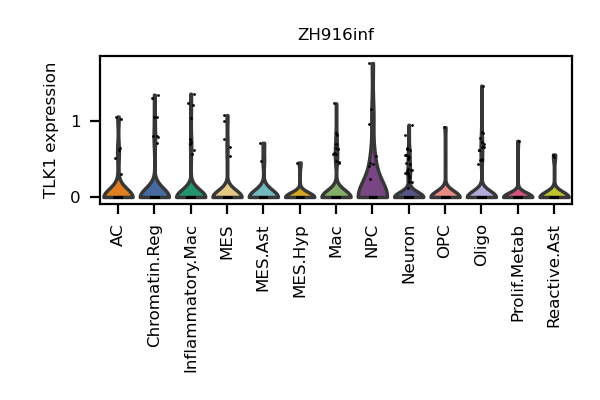 ZH916inf
TLK1 expression
1
0
AC
Chromatin.Reg
Inflammatory.Mac
MES
MES.Ast
MES.Hyp
Mac
NPC
Neuron
OPC
Oligo
Prolif.Metab
Reactive.Ast